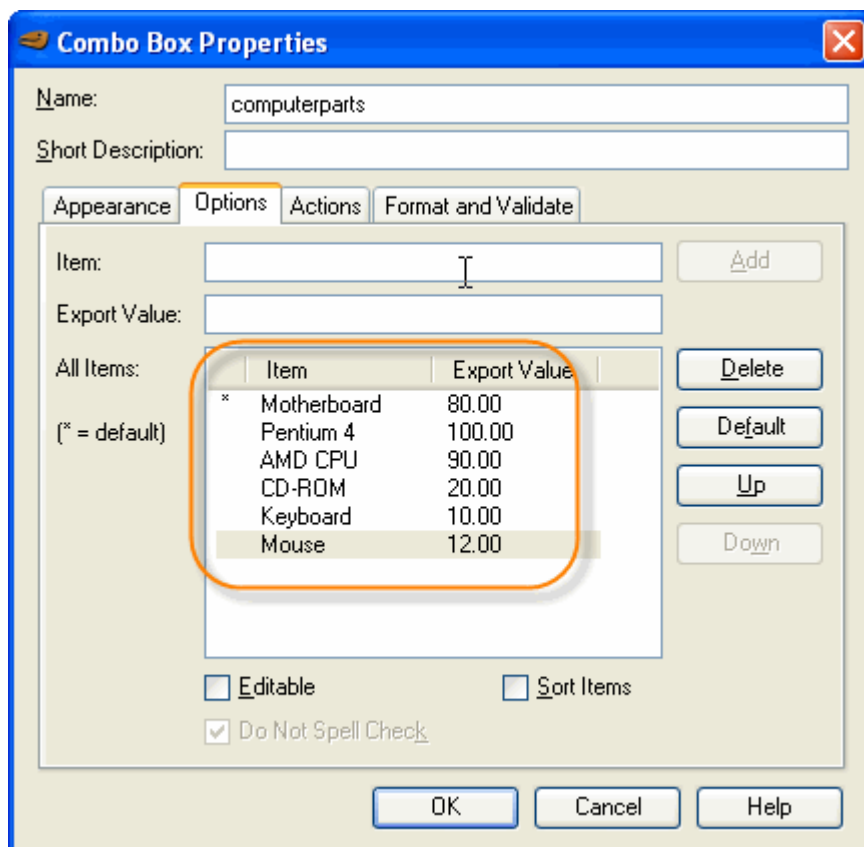 Combo Box Properties
Name: computerparts
Short Description:
Appearance Options Actions Format and Validate
Item: Add
Export Value:
All Items: Item Export Value Delete
* Motherboard 80.00
(* = default) Pentium 4 100.00 Default
AMD CPU 90.00
CD-ROM 20.00 Up
Keyboard 10.00
Mouse 12.00 Down
Editable Sort Items
Do Not Spell Check
OK Cancel Help